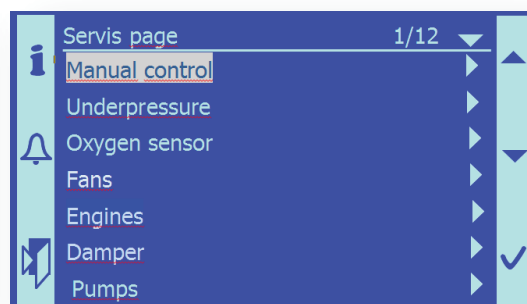 Servis page 1/12
Manual control
Underpressure
Oxygen sensor
Fans
Engines
Damper
Pumps